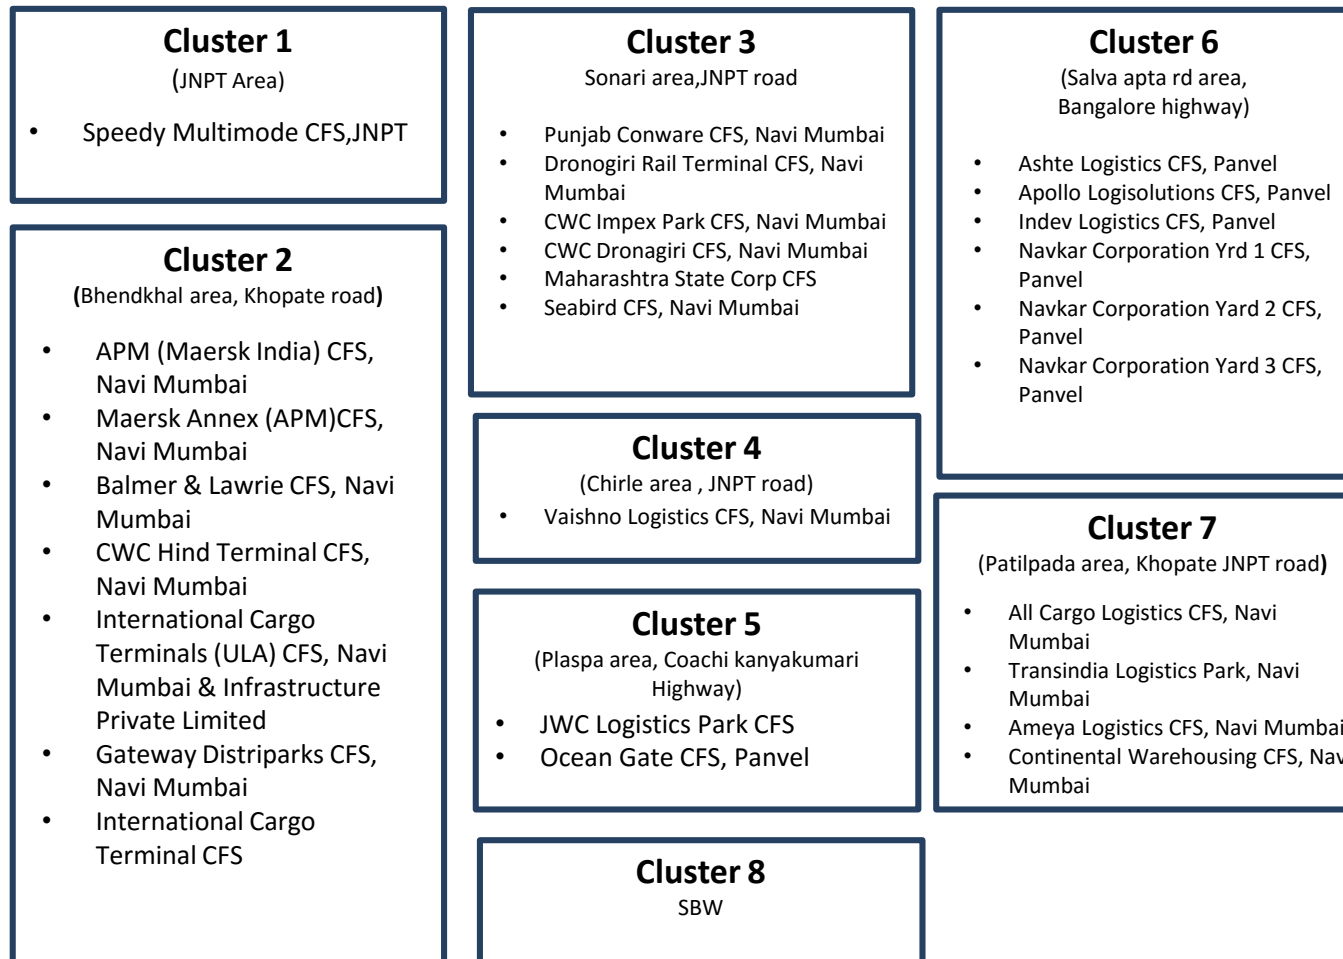 Cluster 1
(JNPT Area)
• Speedy Multimode CFS,JNPT
Cluster 2
(Bhendkhal area, Khopate road)
• APM (Maersk India) CFS,
Navi Mumbai
• Maersk Annex (APM)CFS,
Navi Mumbai
• Balmer & Lawrie CFS, Navi
Mumbai
• CWC Hind Terminal CFS,
Navi Mumbai
• International Cargo
Terminals (ULA) CFS, Navi
Mumbai & Infrastructure
Private Limited
• Gateway Distriparks CFS,
Navi Mumbai
• International Cargo
Terminal CFS
Cluster 3
Sonari area,JNPT road
• Punjab Conware CFS, Navi Mumbai
• Dronogiri Rail Terminal CFS, Navi
Mumbai
• CWC Impex Park CFS, Navi Mumbai
• CWC Dronagiri CFS, Navi Mumbai
• Maharashtra State Corp CFS
• Seabird CFS, Navi Mumbai
Cluster 4
(Chirle area , JNPT road)
• Vaishno Logistics CFS, Navi Mumbai
Cluster 5
(Plaspa area, Coachi kanyakumari
Highway)
• JWC Logistics Park CFS
• Ocean Gate CFS, Panvel
Cluster 8
SBW
Cluster 6
(Salva apta rd area,
Bangalore highway)
• Ashte Logistics CFS, Panvel
• Apollo Logisolutions CFS, Panvel
• Indev Logistics CFS, Panvel
• Navkar Corporation Yrd 1 CFS,
Panvel
• Navkar Corporation Yard 2 CFS,
Panvel
• Navkar Corporation Yard 3 CFS,
Panvel
Cluster 7
(Patilpada area, Khopate JNPT road)
• All Cargo Logistics CFS, Navi
Mumbai
• Transindia Logistics Park, Navi
Mumbai
• Ameya Logistics CFS, Navi Mumbai
• Continental Warehousing CFS, Nav
Mumbai